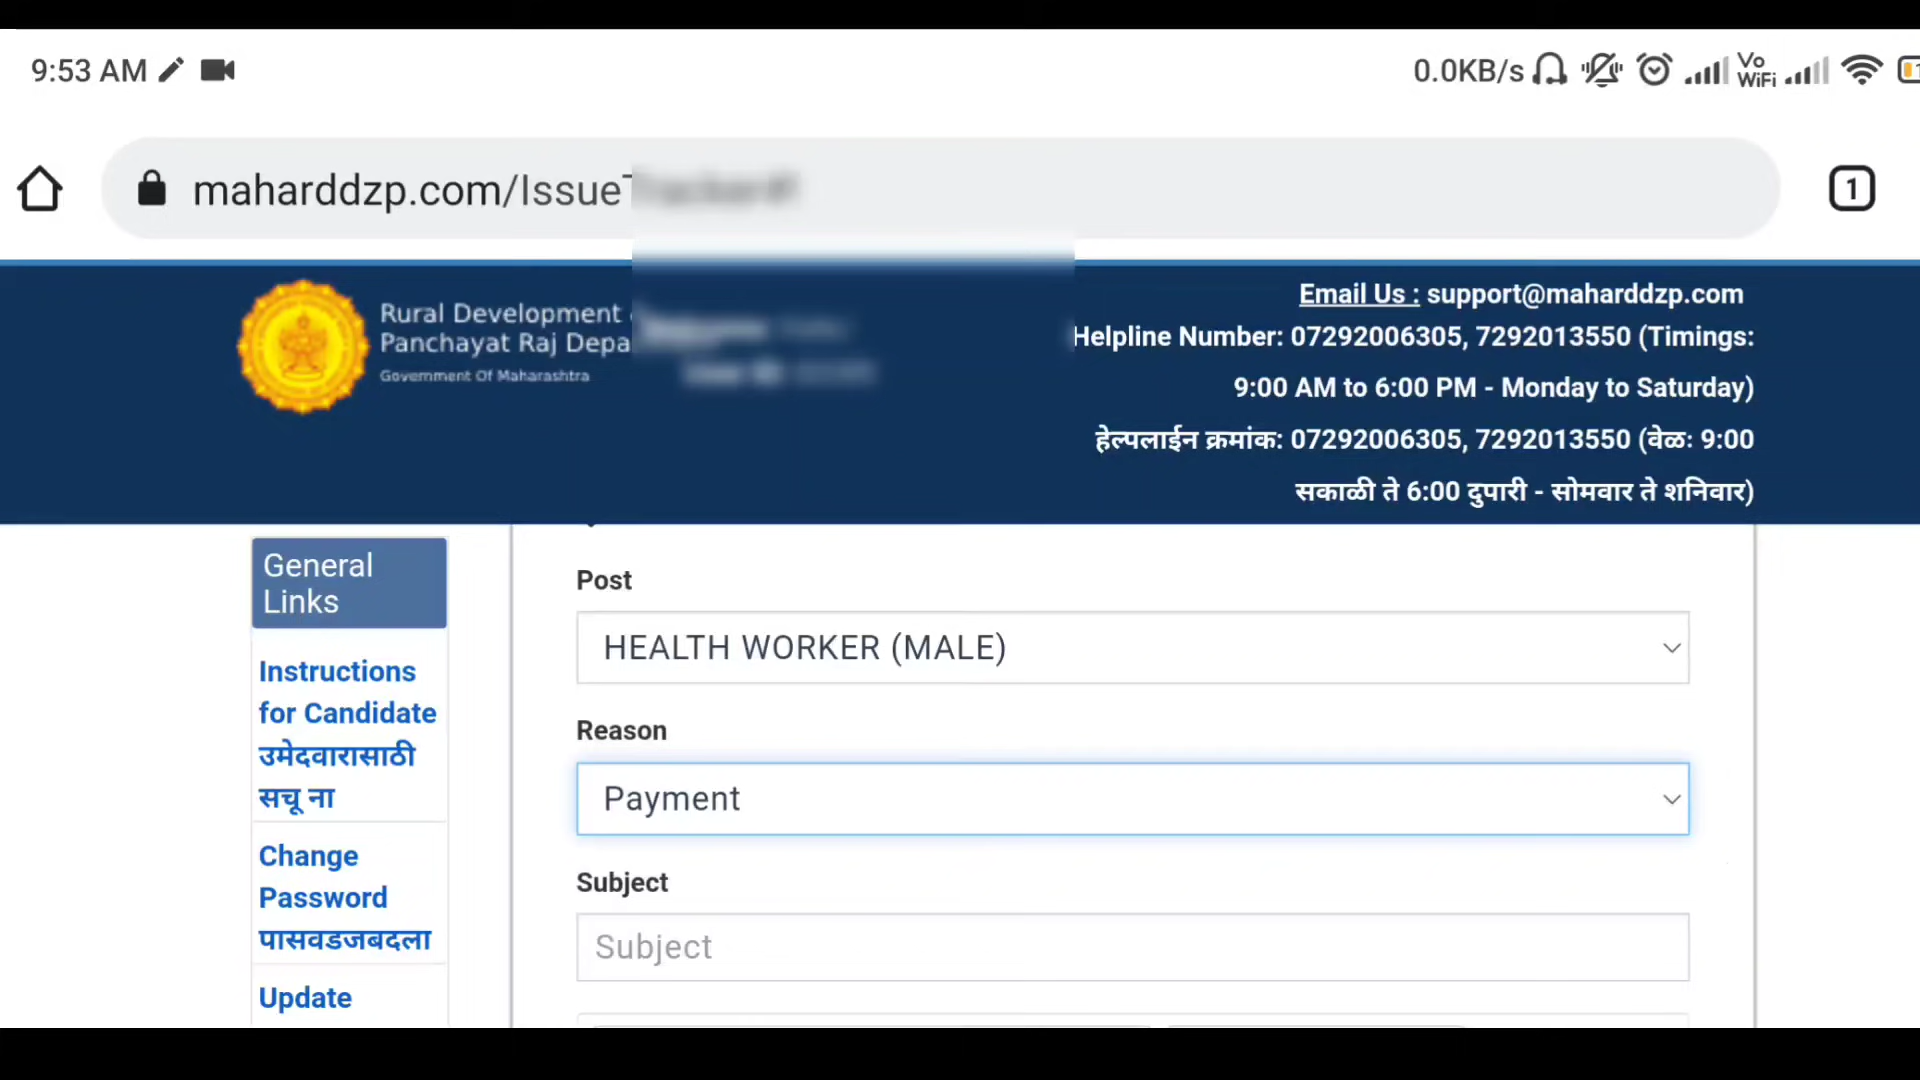 9:53 AM
0.0KB/s
Vo
WiFi
maharddzp.com/Issue
1
Rural Development
Panchayat Raj Depa
Government Of Maharashtra
Email Us : support@maharddzp.com
Helpline Number: 07292006305, 7292013550 (Timings:
9:00 AM to 6:00 PM - Monday to Saturday)
हेल्पलाईन क्रमांक: 07292006305, 7292013550 (वेळः 9:00
सकाळी ते 6:00 दुपारी - सोमवार ते शनिवार)
General
Links
Instructions
for Candidate
उमेदवारासाठी
सचू ना
Change
Password
पासवडजबदला
Update
Post
HEALTH WORKER (MALE)
Reason
Payment
Subject
Subject